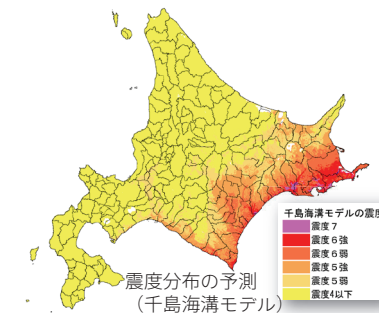 千島海溝モデルの震度
震度7
震度6強
震度6弱
震度5強
震度5弱
震度4以下
震度分布の予測
（千島海溝モデル）